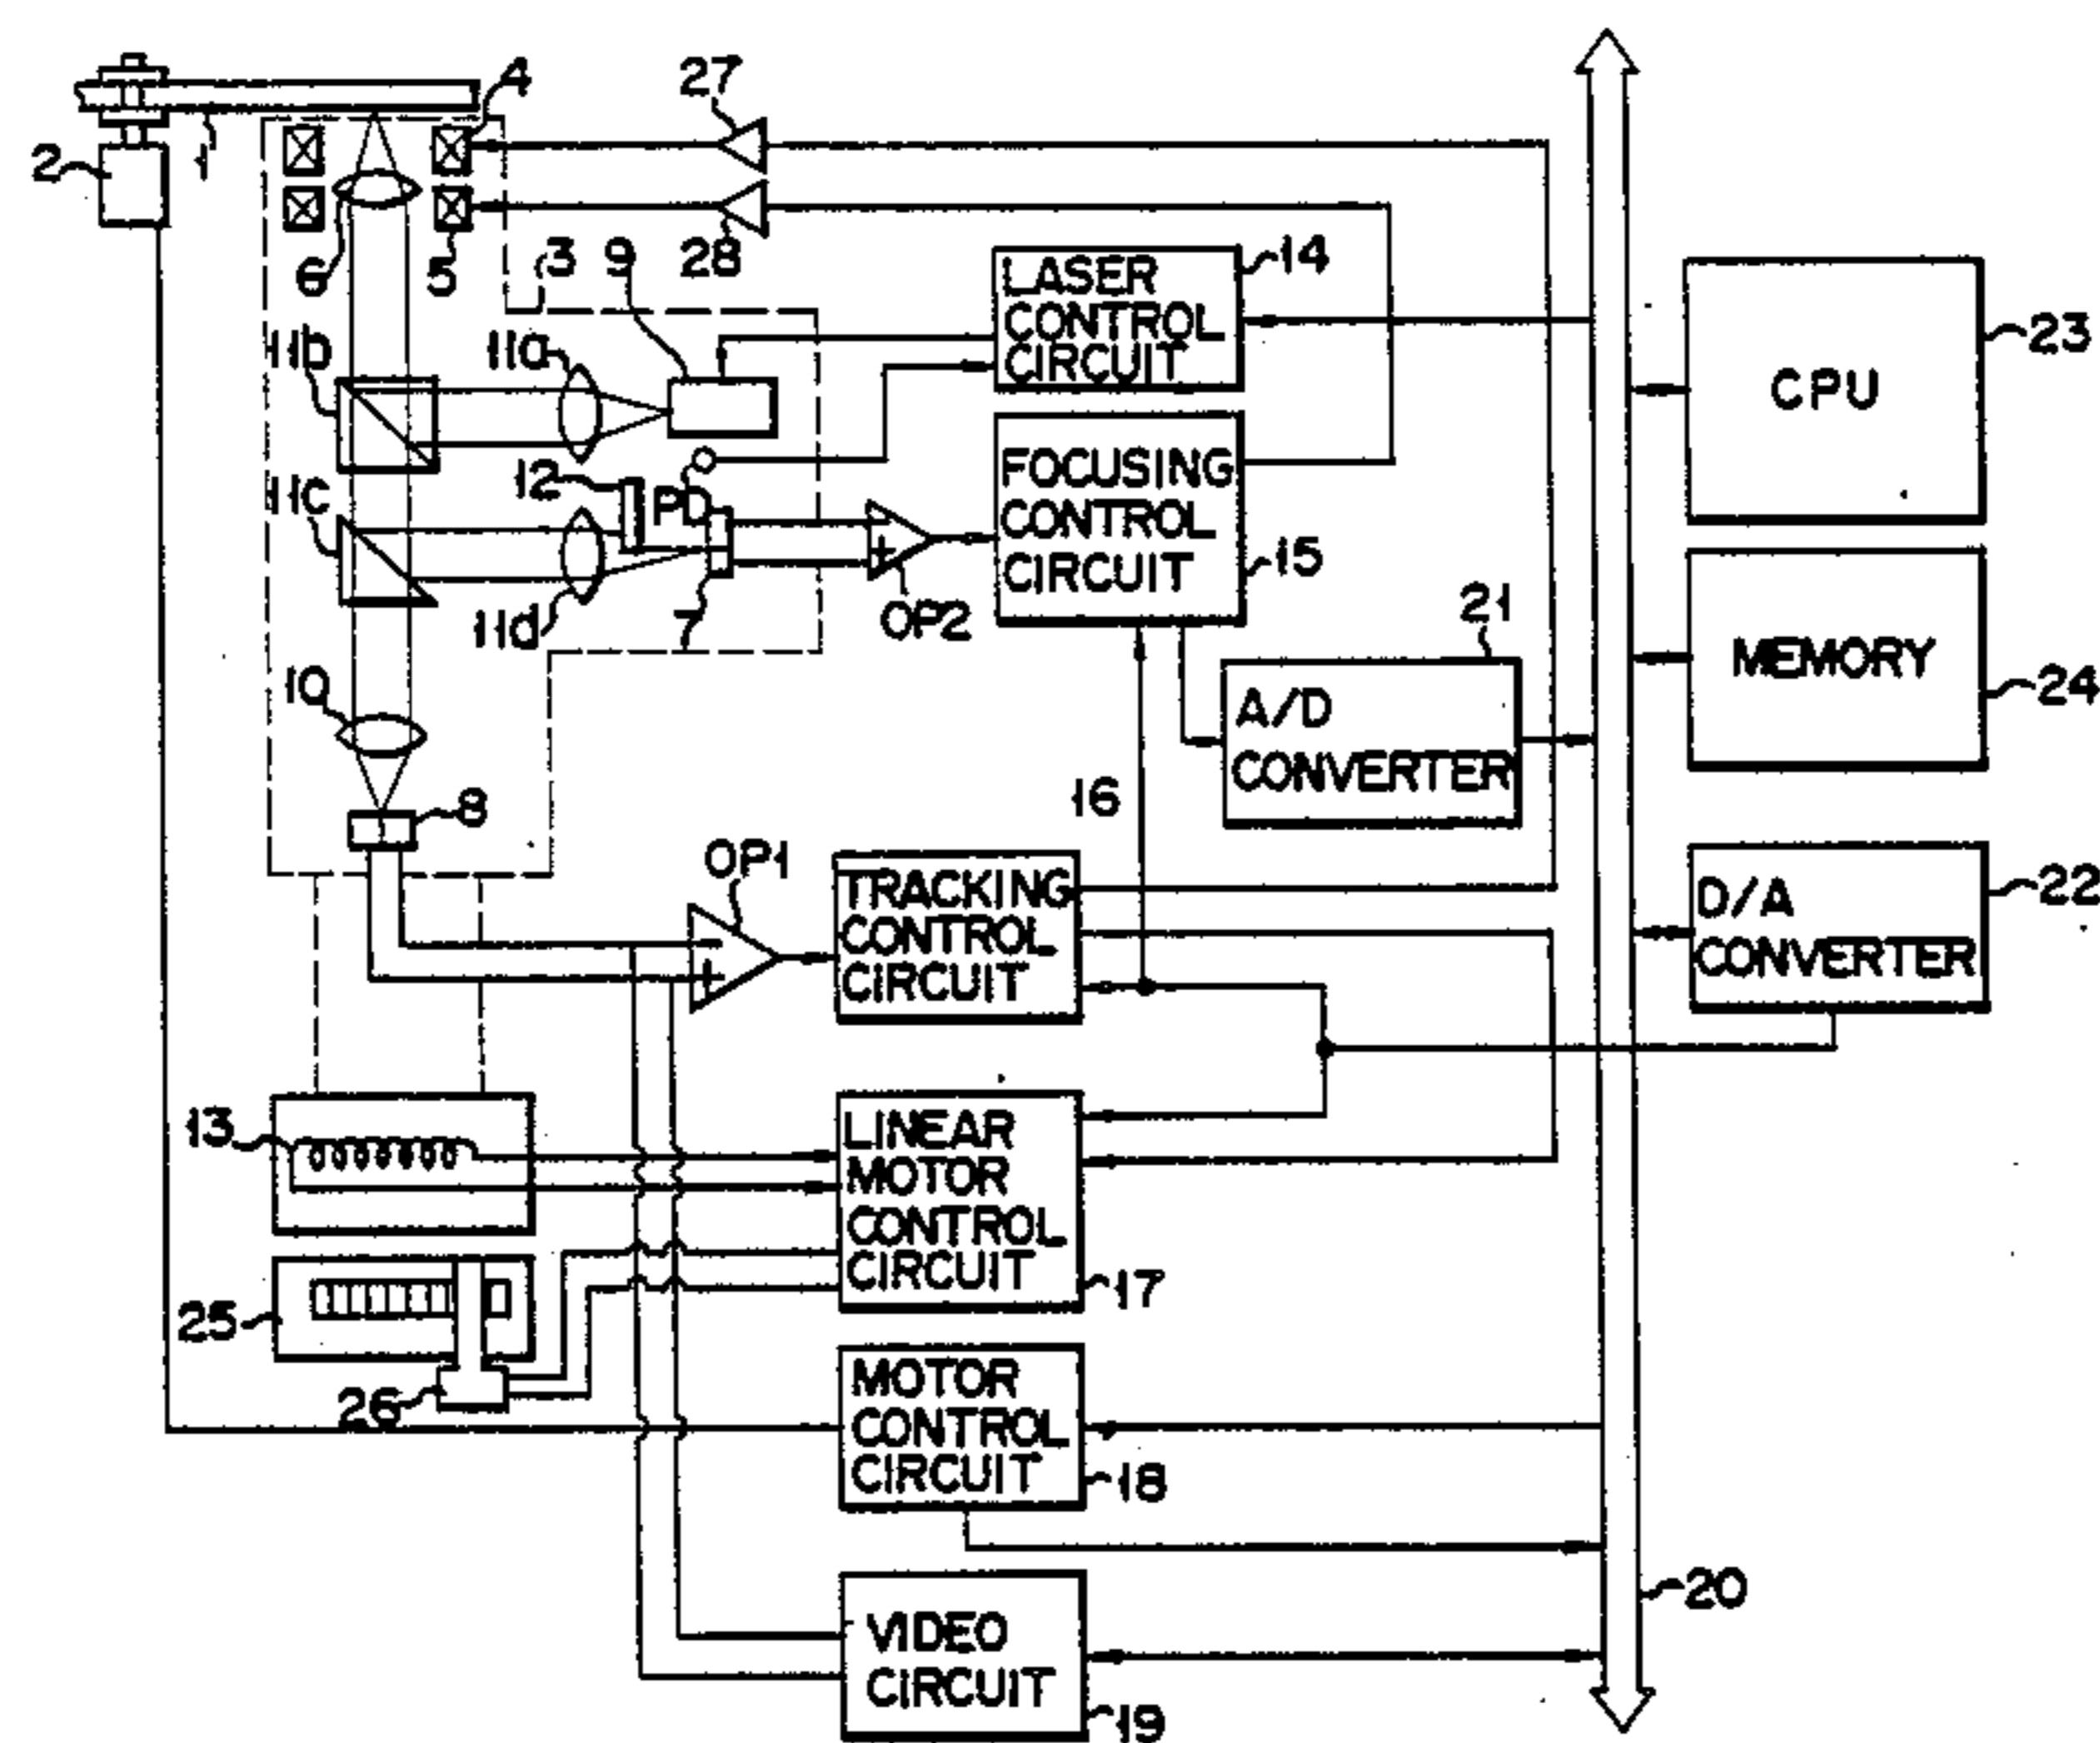 4
27
2
1
6
5
28
3
9
14
LASER
CONTROL
CIRCUIT
23
CPU
11b
11a
12
PD
11c
FOCUSING
CONTROL
CIRCUIT
15
11d
7
OP2
21
MEMORY
24
A/D
CONVERTER
10
16
8
OP1
TRACKING
CONTROL
CIRCUIT
22
D/A
CONVERTER
−
+
−
+
13
LINEAR
MOTOR
CONTROL
CIRCUIT
17
25
26
MOTOR
CONTROL
CIRCUIT
18
20
VIDEO
CIRCUIT
19